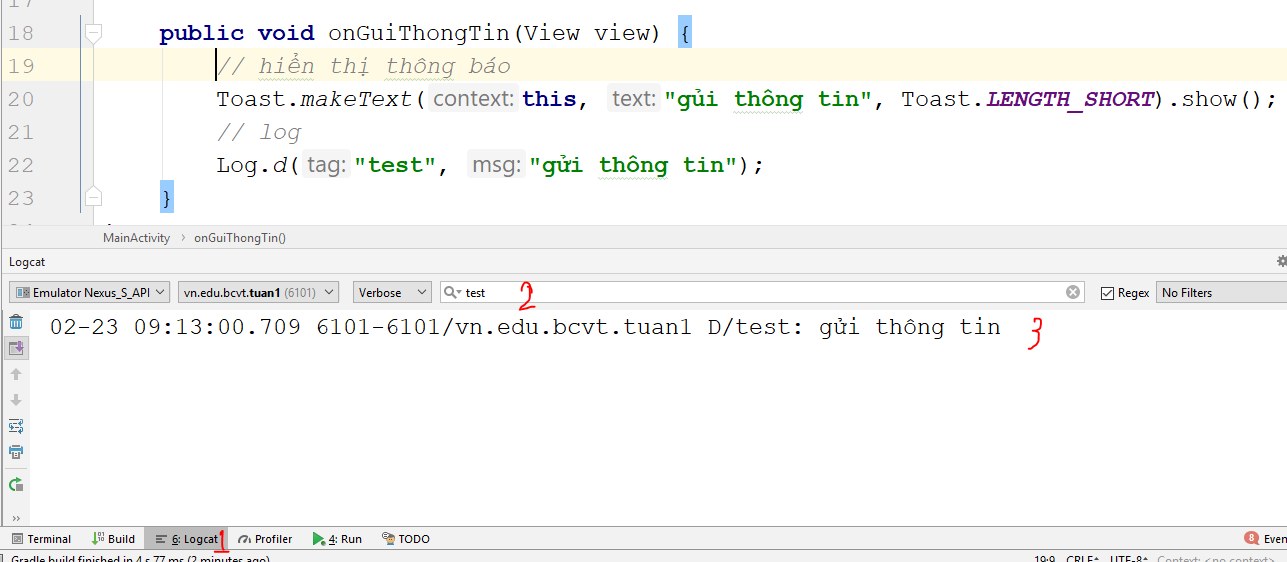 17
18 public void onGuiThongTin(View view) {
19 // hiển thị thông báo
20 Toast.makeText( context: this, text: "gủi thông tin", Toast.LENGTH_SHORT).show();
21 // log
22 Log.d( tag: "test", msg: "gửi thông tin");
23 }
MainActivity › onGuiThongTin()
Logcat
Emulator Nexus_S_API vn.edu.bcvt.tuan1 (6101) Verbose test 2 Regex No Filters
02-23 09:13:00.709 6101-6101/vn.edu.bcvt.tuan1 D/test: gửi thông tin 3
Terminal Build 6: Logcat 1 Profiler 4: Run TODO 8 Even
Gradle build finished in 4 s 77 ms (2 minutes ago) 19:9 CRLF UTF-8 Context: <no context>